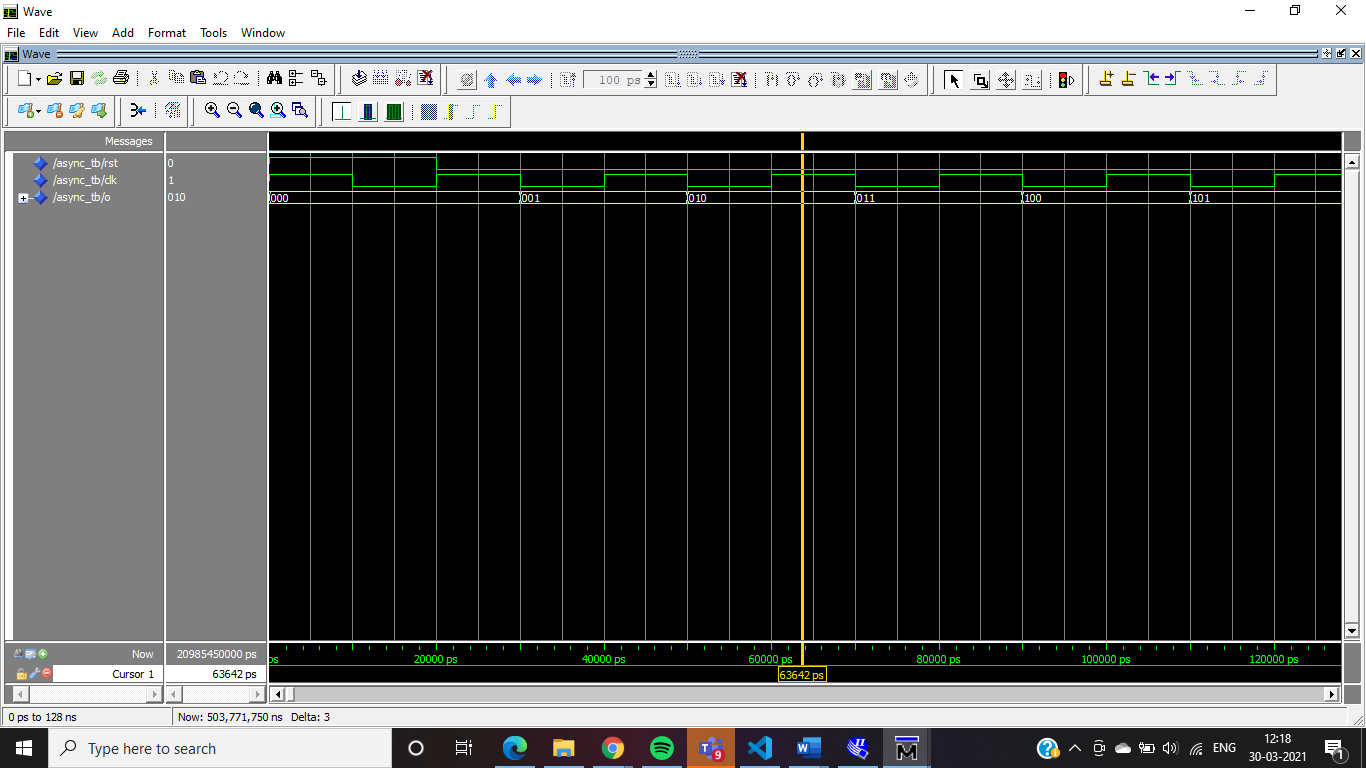 Wave
File Edit View Add Format Tools Window
Wave
100 ps
Messages
/async_tb/rst 0
/async_tb/clk 1
/async_tb/o 010 000 001 010 011 100 101
Now 20985450000 ps ps 20000 ps 40000 ps 60000 ps 80000 ps 100000 ps 120000 ps
Cursor 1 63642 ps 63642 ps
0 ps to 128 ns Now: 503,771,750 ns Delta: 3
Type here to search 9 ENG 12:18
30-03-2021 1